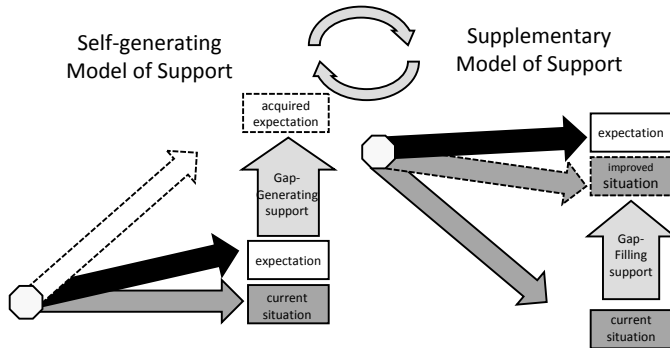 Self-generating
Model of Support
Supplementary
Model of Support
acquired
expectation
Gap-
Generating
support
expectation
current
situation
expectation
improved
situation
Gap-
Filling
support
current
situation